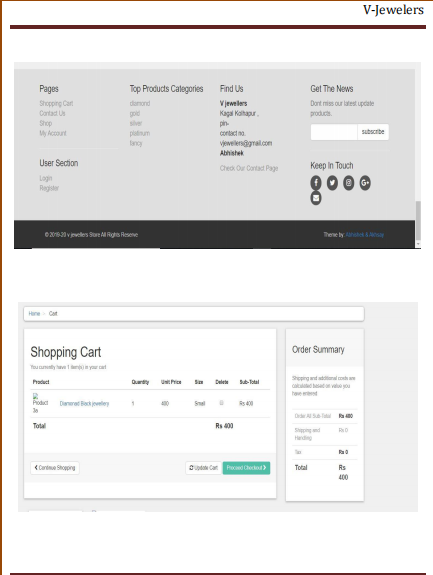 V-Jewelers
Pages
Shopping Cart
Contact Us
Shop
My Account
User Section
Login
Register
Top Products Categories
diamond
gold
silver
platinum
fancy
Find Us
V jewellers
Kagal Kolhapur ,
pin-
contact no.
vjewellers@gmail.com
Abhishek
Check Our Contact Page
Get The News
Dont miss our latest update
products.
subscribe
Keep In Touch
© 2019-20 v jewellers Store All Rights Reserve
Theme by: Abhishek & Abhijay
Home Cart
Shopping Cart
You currently have 1 item(s) in your cart
Product Quantity Unit Price Size Delete Sub-Total
Product
3a
Diamonad Black jewellery 1 400 Small Rs 400
Total Rs 400
Continue Shopping
Update Cart
Proceed Checkout
Order Summary
Shipping and additional costs are
calculated based on value you
have entered
Order All Sub-Total Rs 400
Shipping and
Handling
Rs 0
Tax Rs 0
Total Rs
400